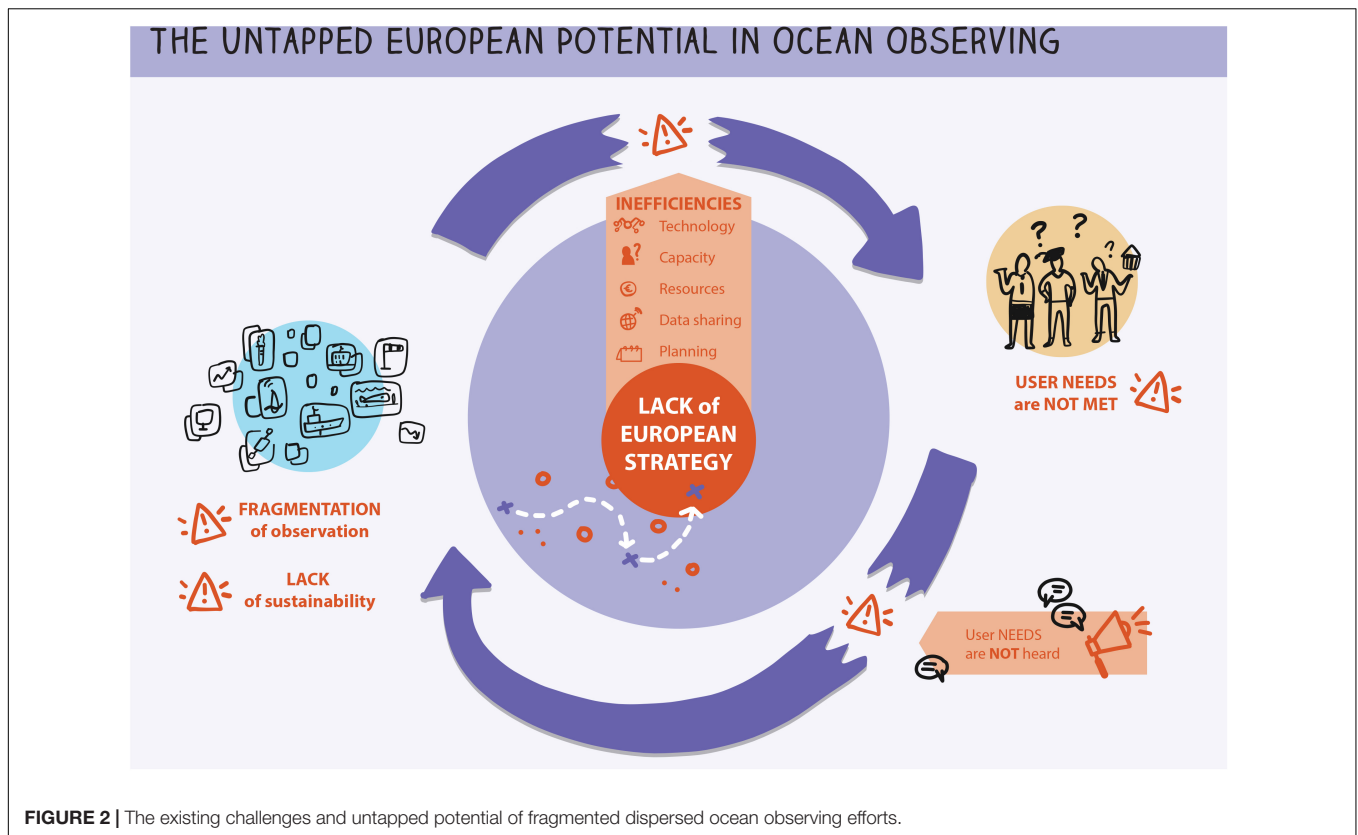 THE UNTAPPED EUROPEAN POTENTIAL IN OCEAN OBSERVING
INEFFICIENCIES
Technology
Capacity
Resources
Data sharing
Planning
LACK of
EUROPEAN
STRATEGY
USER NEEDS
are NOT MET
FRAGMENTATION
of observation
LACK
of sustainability
User NEEDS
are NOT heard
FIGURE 2 | The existing challenges and untapped potential of fragmented dispersed ocean observing efforts.